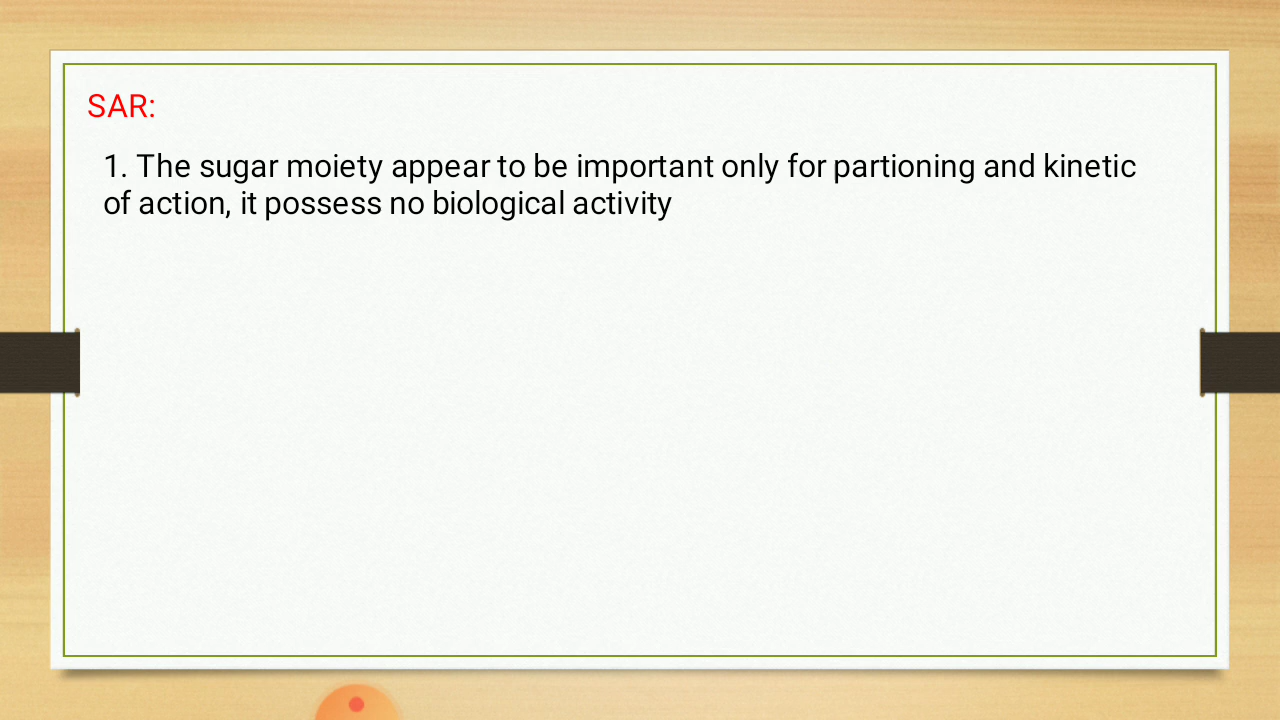 SAR:
1. The sugar moiety appear to be important only for partioning and kinetic
of action, it possess no biological activity